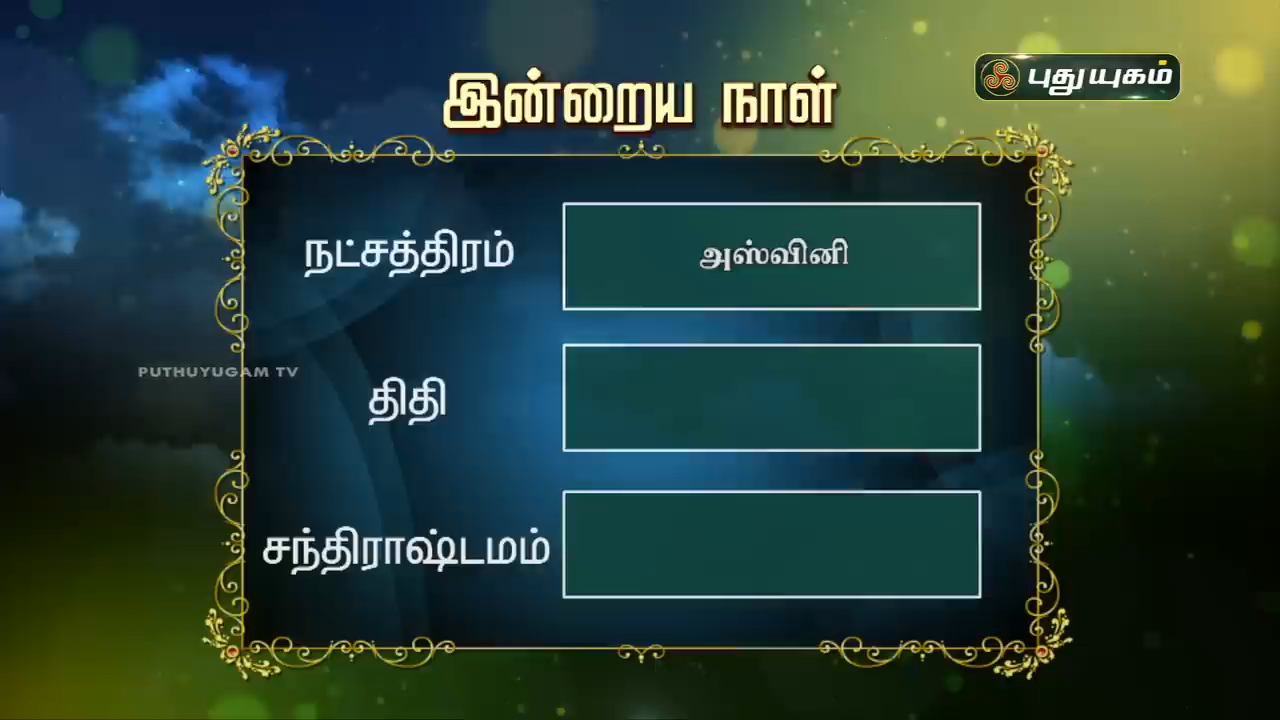 இன்றைய நாள்
புதுயுகம்
நட்சத்திரம்
அஸ்வினி
PUTHUYUGAM TV
திதி
சந்திராஷ்டமம்